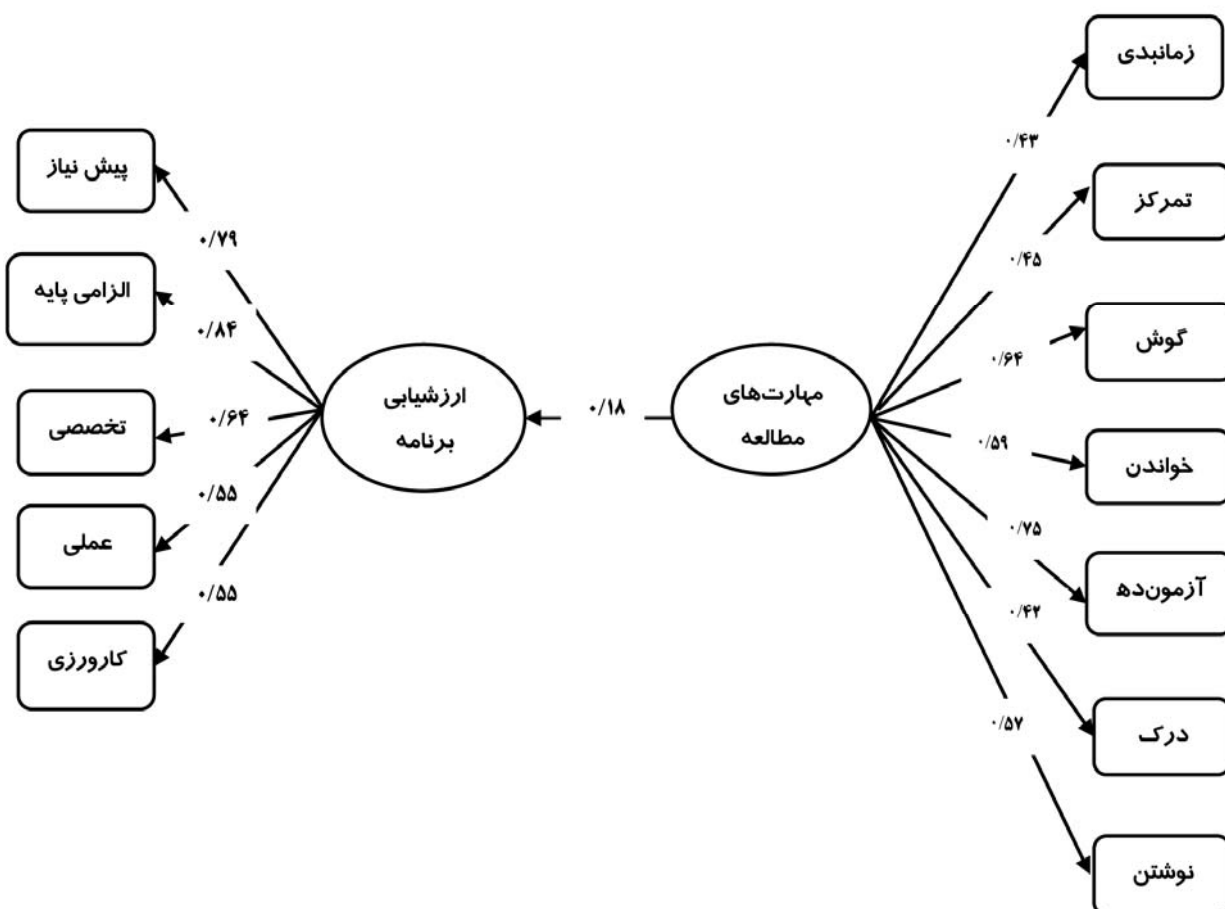 زمانبدی
۰/۴۳
تمرکز
۰/۴۵
گوش
۰/۶۴
خواندن
۰/۵۹
آزمون‌ده
۰/۷۵
درک
۰/۴۲
نوشتن
۰/۵۷
مهارت‌های
مطالعه
۰/۱۸
ارزشیابی
برنامه
پیش نیاز
۰/۷۹
الزامی پایه
۰/۸۴
تخصصی
۰/۶۴
عملی
۰/۵۵
کارورزی
۰/۵۵